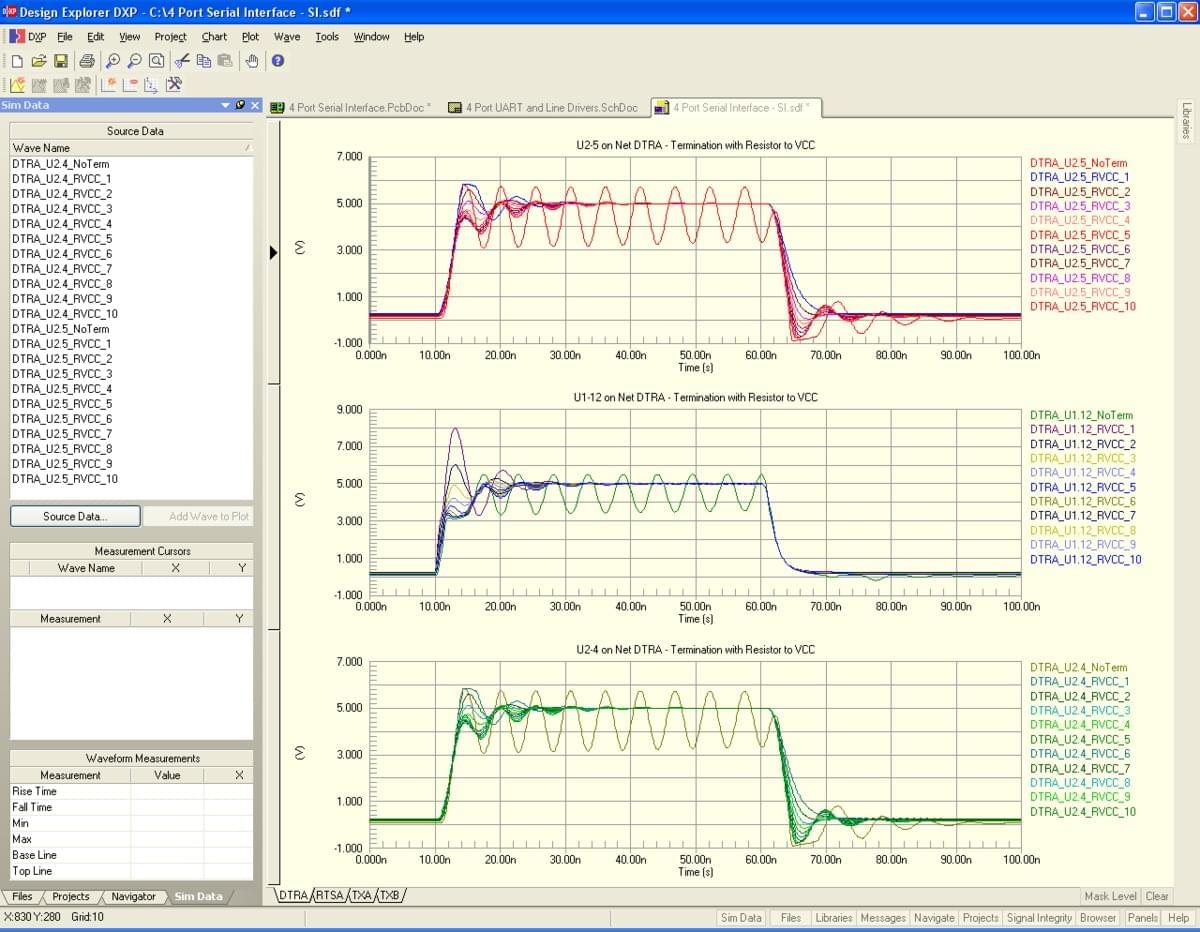 Design Explorer DXP - C:\4 Port Serial Interface - SI.sdf *
DXP File Edit View Project Chart Plot Wave Tools Window Help
Sim Data
4 Port Serial Interface.PcbDoc *
4 Port UART and Line Drivers.SchDoc
4 Port Serial Interface - SI.sdf *
Libraries
Source Data
Wave Name
DTRA_U2.4_NoTerm
DTRA_U2.4_RVCC_1
DTRA_U2.4_RVCC_2
DTRA_U2.4_RVCC_3
DTRA_U2.4_RVCC_4
DTRA_U2.4_RVCC_5
DTRA_U2.4_RVCC_6
DTRA_U2.4_RVCC_7
DTRA_U2.4_RVCC_8
DTRA_U2.4_RVCC_9
DTRA_U2.4_RVCC_10
DTRA_U2.5_NoTerm
DTRA_U2.5_RVCC_1
DTRA_U2.5_RVCC_2
DTRA_U2.5_RVCC_3
DTRA_U2.5_RVCC_4
DTRA_U2.5_RVCC_5
DTRA_U2.5_RVCC_6
DTRA_U2.5_RVCC_7
DTRA_U2.5_RVCC_8
DTRA_U2.5_RVCC_9
DTRA_U2.5_RVCC_10
Source Data...
Add Wave to Plot
Measurement Cursors
Wave Name X Y
Measurement X Y
Waveform Measurements
Measurement Value X
Rise Time
Fall Time
Min
Max
Base Line
Top Line
Files Projects Navigator Sim Data
U2-5 on Net DTRA - Termination with Resistor to VCC
7.000
5.000
3.000
1.000
-1.000
(V)
0.000n 10.00n 20.00n 30.00n 40.00n 50.00n 60.00n 70.00n 80.00n 90.00n 100.00n
Time (s)
DTRA_U2.5_NoTerm
DTRA_U2.5_RVCC_1
DTRA_U2.5_RVCC_2
DTRA_U2.5_RVCC_3
DTRA_U2.5_RVCC_4
DTRA_U2.5_RVCC_5
DTRA_U2.5_RVCC_6
DTRA_U2.5_RVCC_7
DTRA_U2.5_RVCC_8
DTRA_U2.5_RVCC_9
DTRA_U2.5_RVCC_10
U1-12 on Net DTRA - Termination with Resistor to VCC
9.000
7.000
5.000
3.000
1.000
-1.000
(V)
0.000n 10.00n 20.00n 30.00n 40.00n 50.00n 60.00n 70.00n 80.00n 90.00n 100.00n
Time (s)
DTRA_U1.12_NoTerm
DTRA_U1.12_RVCC_1
DTRA_U1.12_RVCC_2
DTRA_U1.12_RVCC_3
DTRA_U1.12_RVCC_4
DTRA_U1.12_RVCC_5
DTRA_U1.12_RVCC_6
DTRA_U1.12_RVCC_7
DTRA_U1.12_RVCC_8
DTRA_U1.12_RVCC_9
DTRA_U1.12_RVCC_10
U2-4 on Net DTRA - Termination with Resistor to VCC
7.000
5.000
3.000
1.000
-1.000
(V)
0.000n 10.00n 20.00n 30.00n 40.00n 50.00n 60.00n 70.00n 80.00n 90.00n 100.00n
Time (s)
DTRA_U2.4_NoTerm
DTRA_U2.4_RVCC_1
DTRA_U2.4_RVCC_2
DTRA_U2.4_RVCC_3
DTRA_U2.4_RVCC_4
DTRA_U2.4_RVCC_5
DTRA_U2.4_RVCC_6
DTRA_U2.4_RVCC_7
DTRA_U2.4_RVCC_8
DTRA_U2.4_RVCC_9
DTRA_U2.4_RVCC_10
DTRA RTSA TXA TXB
Mask Level Clear
X:830 Y:280 Grid:10
Sim Data Files Libraries Messages Navigate Projects Signal Integrity Browser Panels Help